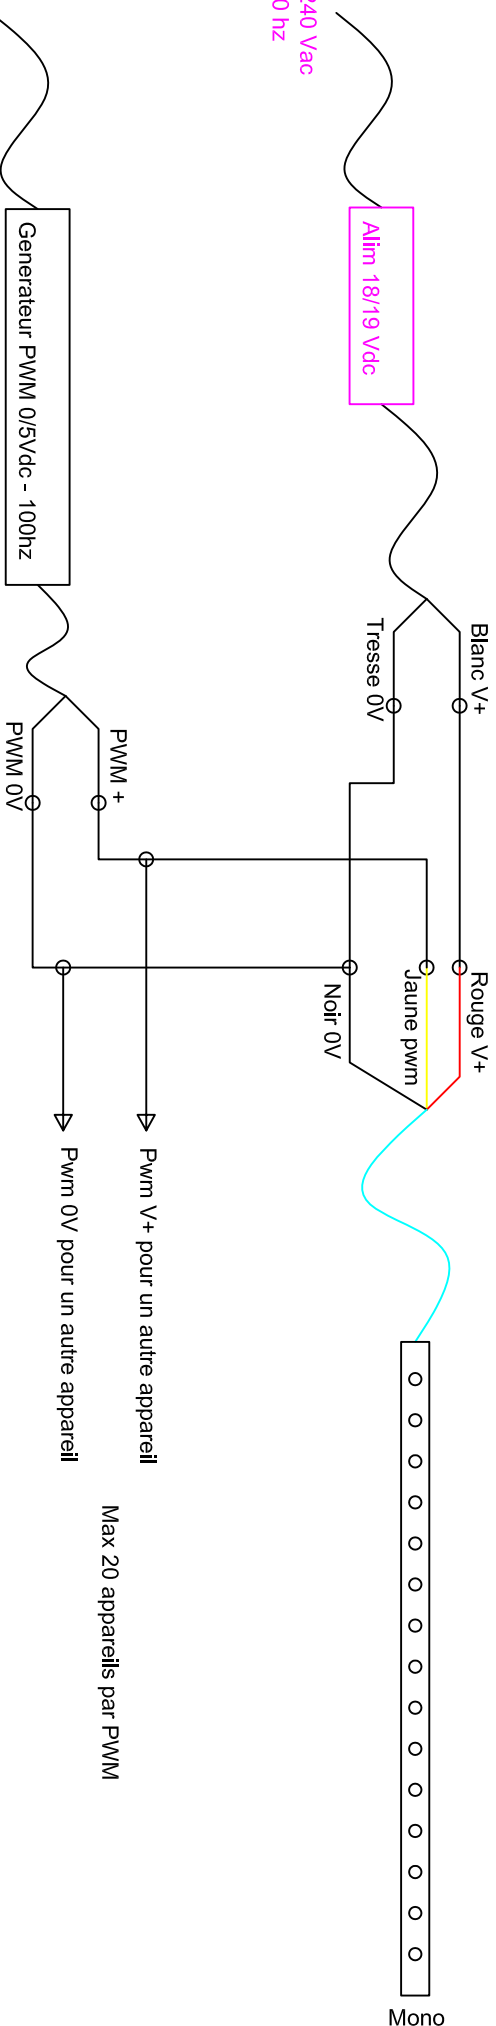 240 Vac
0 hz
Alim 18/19 Vdc
Generateur PWM 0/5Vdc - 100hz
Blanc V+
Tresse 0V
PWM +
PWM 0V
Rouge V+
Jaune pwm
Noir 0V
Pwm V+ pour un autre appareil
Pwm 0V pour un autre appareil
Max 20 appareils par PWM
Mono